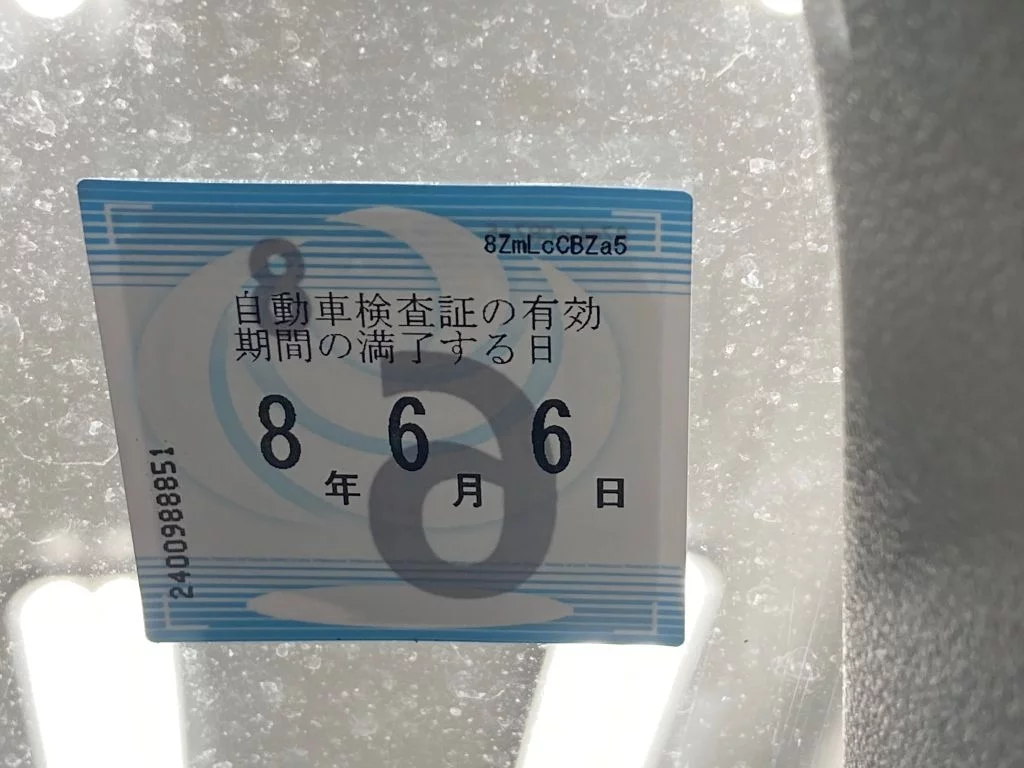 8ZmLcCBZa5
自動車検査証の有効
期間の満了する日
8年 6月 6日
2400988851